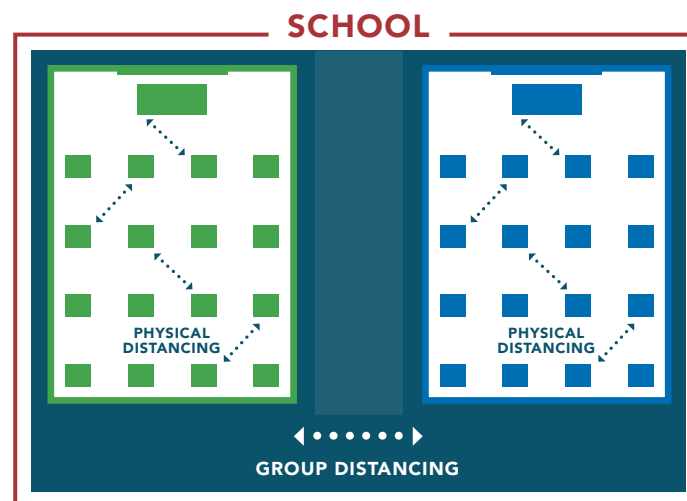 SCHOOL
PHYSICAL
DISTANCING
PHYSICAL
DISTANCING
GROUP DISTANCING